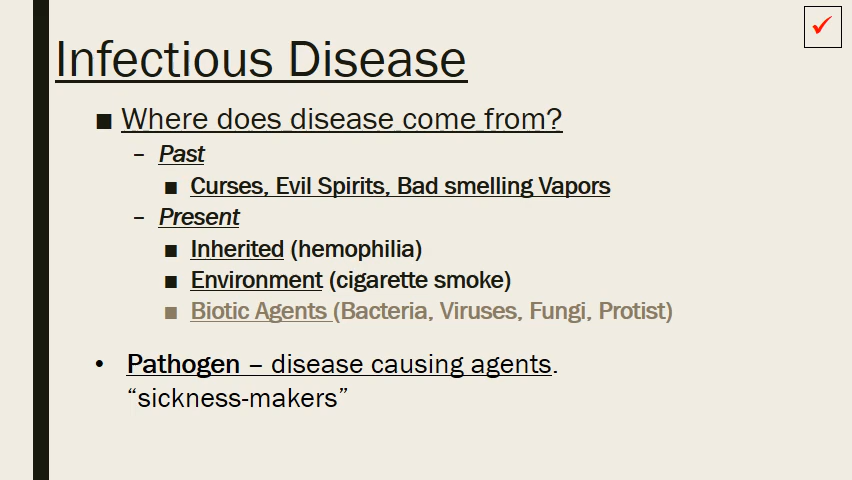 Infectious Disease
Where does disease come from?
– Past
Curses, Evil Spirits, Bad smelling Vapors
– Present
Inherited (hemophilia)
Environment (cigarette smoke)
Biotic Agents (Bacteria, Viruses, Fungi, Protist)
Pathogen – disease causing agents.
“sickness-makers”